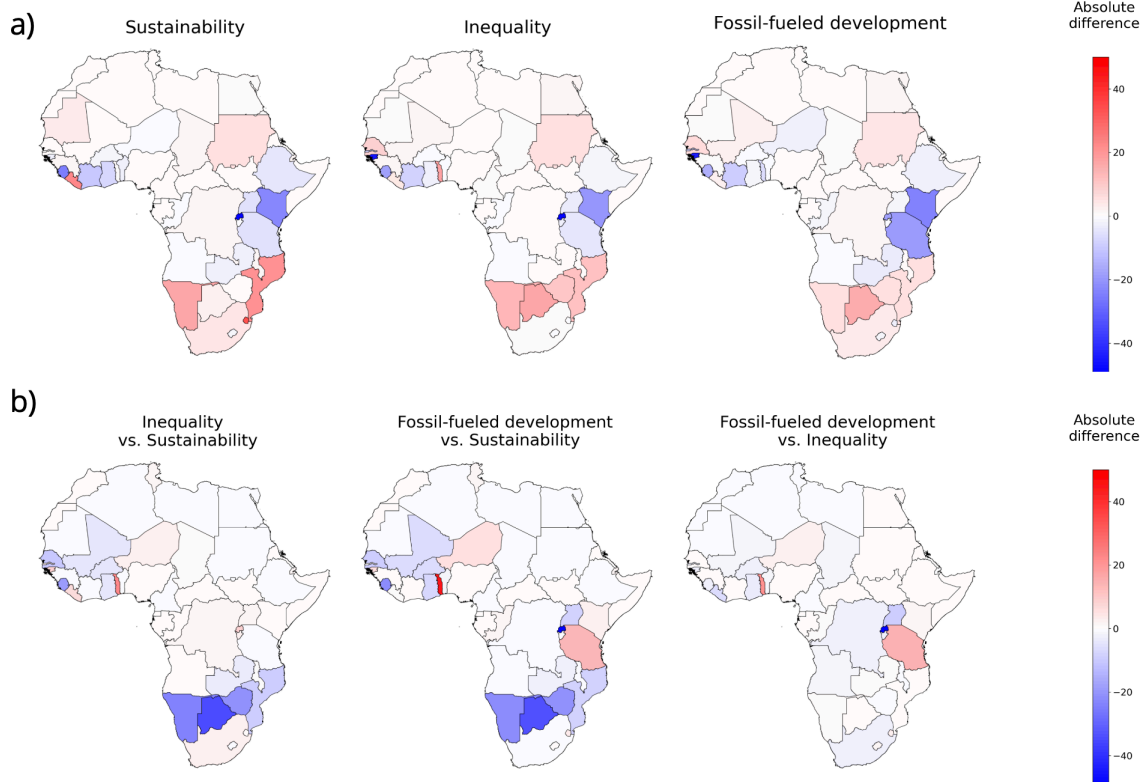 a)
Sustainability
Inequality
Fossil-fueled development
Absolute
difference
40
20
0
−20
−40
b)
Inequality
vs. Sustainability
Fossil-fueled development
vs. Sustainability
Fossil-fueled development
vs. Inequality
Absolute
difference
40
20
0
−20
−40